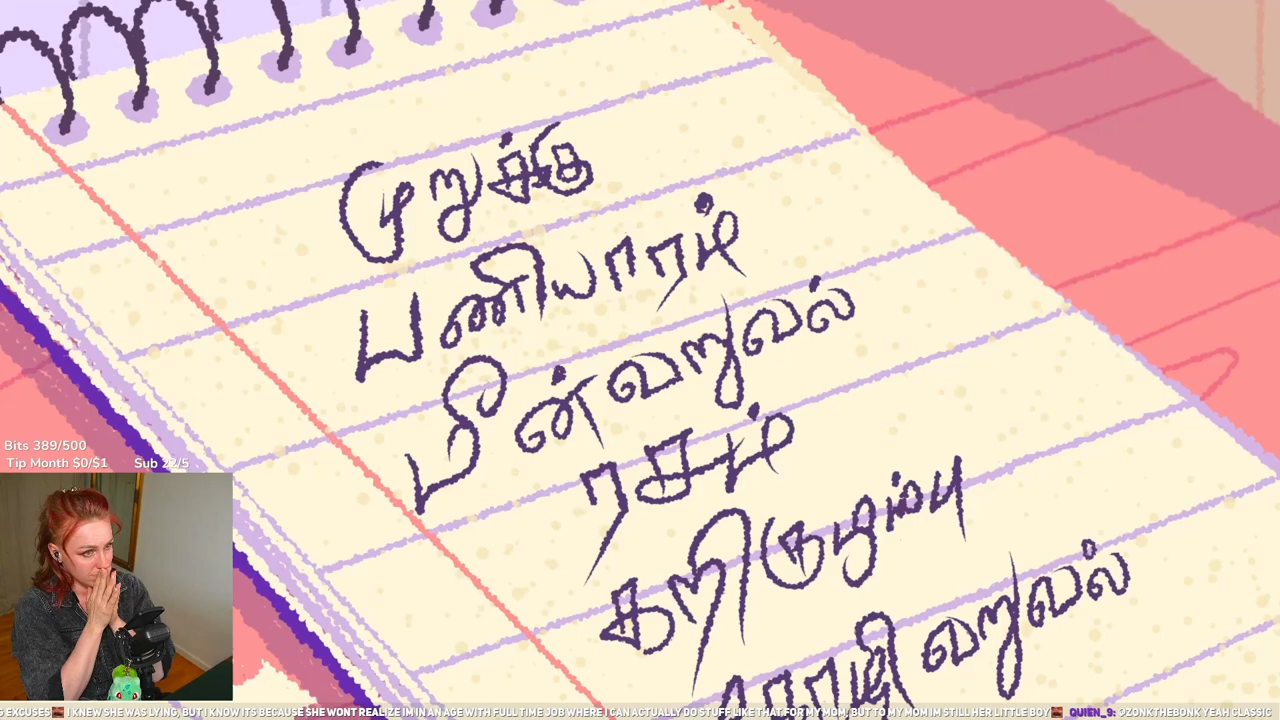 முறுக்கு
பணியாரம்
மீன் வறுவல்
ரசம்
கறி குழம்பு
வறுவல்
Bits 389/500
Tip Month $0/$1 Sub 22/5
S EXCUSES I KNEW SHE WAS LYING, BUT I KNOW ITS BECAUSE SHE WONT REALIZE IM IN AN AGE WITH FULL TIME JOB WHERE I CAN ACTUALLY DO STUFF LIKE THAT FOR MY MOM, BUT TO MY MOM IM STILL HER LITTLE BOY QUIEN_9: 9ZONKTHEBONK YEAH CLASSIC